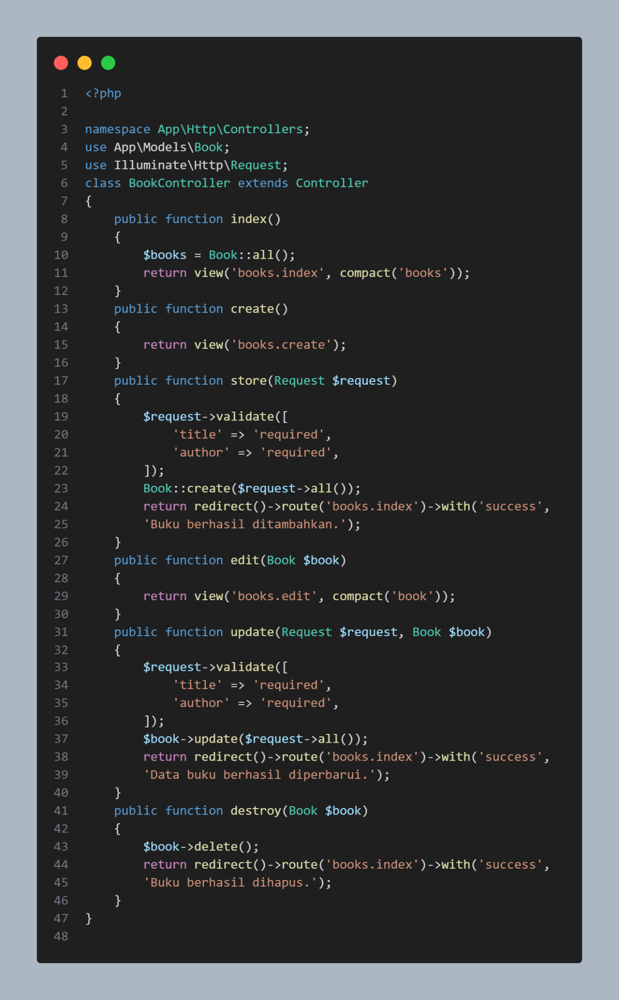 1 <?php
2
3 namespace App\Http\Controllers;
4 use App\Models\Book;
5 use Illuminate\Http\Request;
6 class BookController extends Controller
7 {
8     public function index()
9     {
10         $books = Book::all();
11         return view('books.index', compact('books'));
12     }
13     public function create()
14     {
15         return view('books.create');
16     }
17     public function store(Request $request)
18     {
19         $request->validate([
20             'title' => 'required',
21             'author' => 'required',
22         ]);
23         Book::create($request->all());
24         return redirect()->route('books.index')->with('success',
25         'Buku berhasil ditambahkan.');
26     }
27     public function edit(Book $book)
28     {
29         return view('books.edit', compact('book'));
30     }
31     public function update(Request $request, Book $book)
32     {
33         $request->validate([
34             'title' => 'required',
35             'author' => 'required',
36         ]);
37         $book->update($request->all());
38         return redirect()->route('books.index')->with('success',
39         'Data buku berhasil diperbarui.');
40     }
41     public function destroy(Book $book)
42     {
43         $book->delete();
44         return redirect()->route('books.index')->with('success',
45         'Buku berhasil dihapus.');
46     }
47 }
48